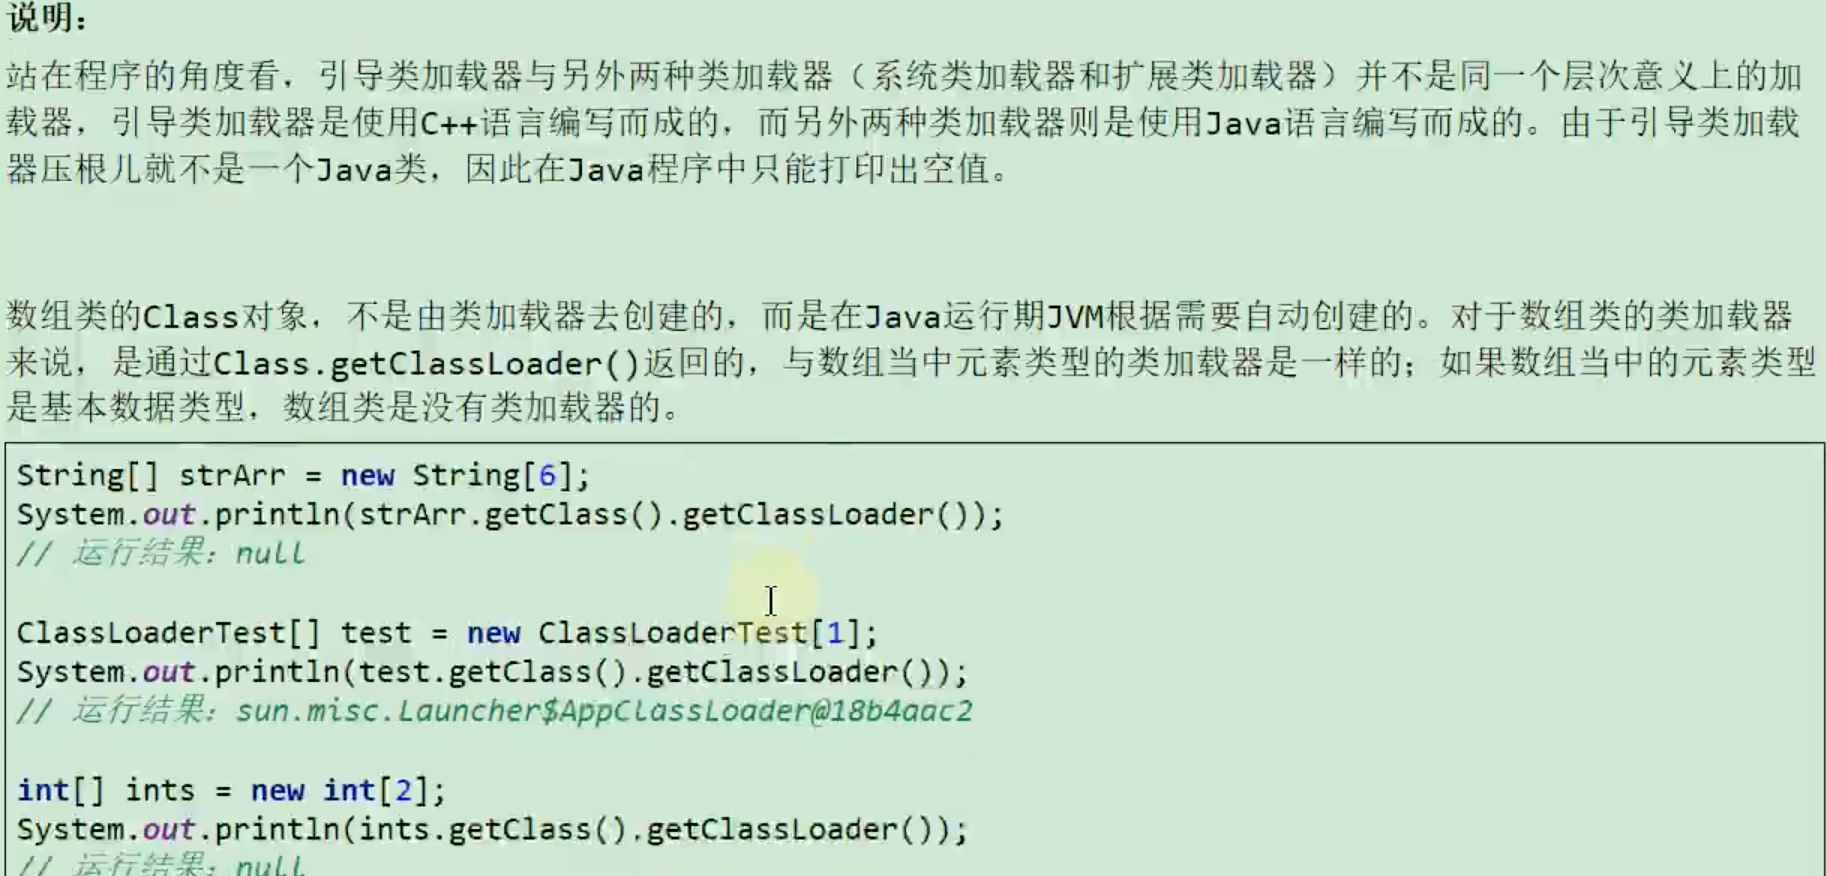 说明：
站在程序的角度看，引导类加载器与另外两种类加载器（系统类加载器和扩展类加载器）并不是同一个层次意义上的加
载器，引导类加载器是使用C++语言编写而成的，而另外两种类加载器则是使用Java语言编写而成的。由于引导类加载
器压根儿就不是一个Java类，因此在Java程序中只能打印出空值。
数组类的Class对象，不是由类加载器去创建的，而是在Java运行期JVM根据需要自动创建的。对于数组类的类加载器
来说，是通过Class.getClassLoader()返回的，与数组当中元素类型的类加载器是一样的；如果数组当中的元素类型
是基本数据类型，数组类是没有类加载器的。
String[] strArr = new String[6];
System.out.println(strArr.getClass().getClassLoader());
// 运行结果：null
ClassLoaderTest[] test = new ClassLoaderTest[1];
System.out.println(test.getClass().getClassLoader());
// 运行结果：sun.misc.Launcher$AppClassLoader@18b4aac2
int[] ints = new int[2];
System.out.println(ints.getClass().getClassLoader());
// 运行结果：null